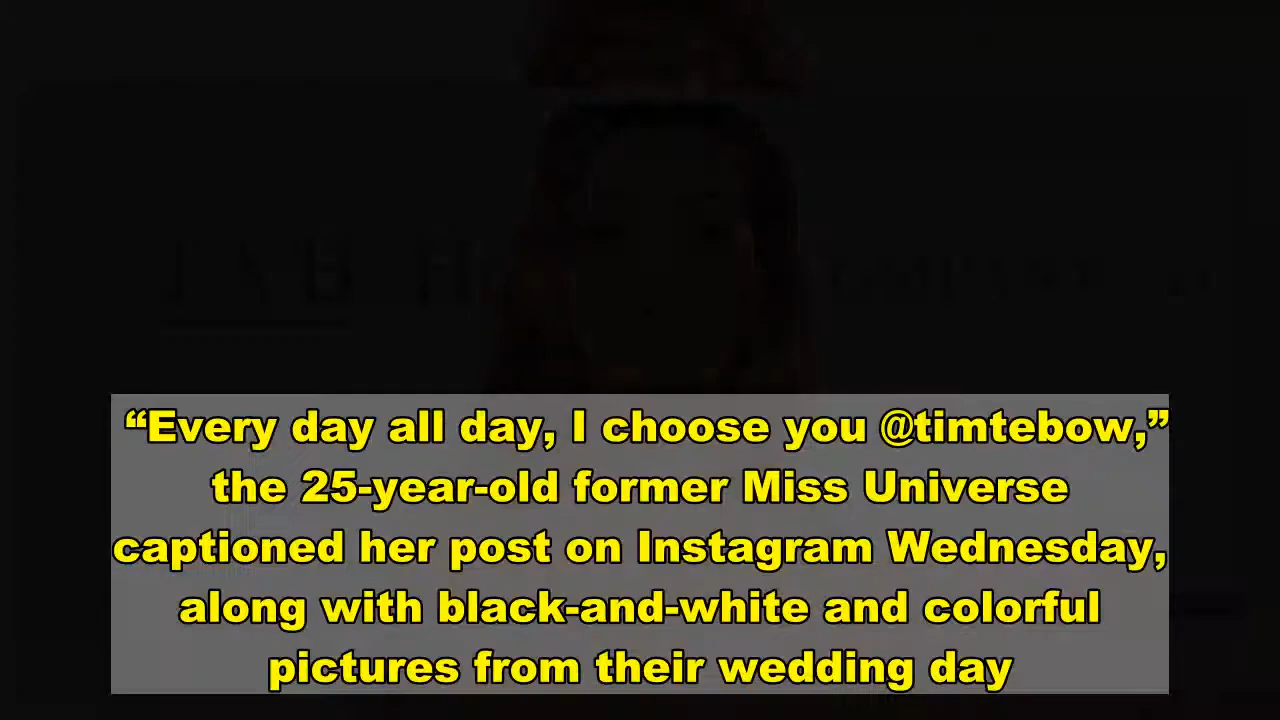 “Every day all day, I choose you @timtebow,”
the 25-year-old former Miss Universe
captioned her post on Instagram Wednesday,
along with black-and-white and colorful
pictures from their wedding day